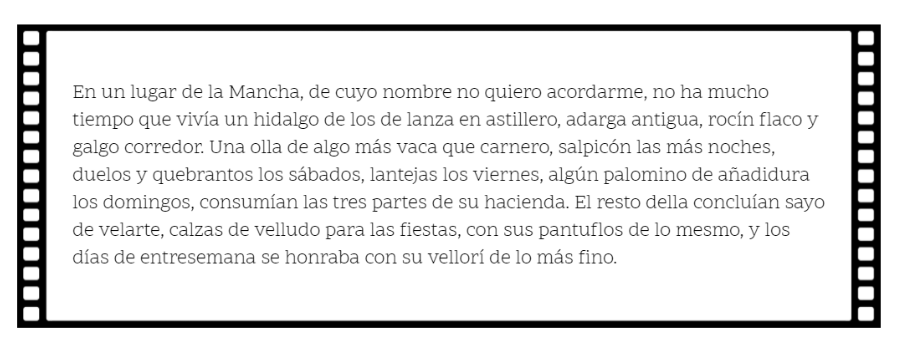 En un lugar de la Mancha, de cuyo nombre no quiero acordarme, no ha mucho
tiempo que vivía un hidalgo de los de lanza en astillero, adarga antigua, rocín flaco y
galgo corredor. Una olla de algo más vaca que carnero, salpicón las más noches,
duelos y quebrantos los sábados, lantejas los viernes, algún palomino de añadidura
los domingos, consumían las tres partes de su hacienda. El resto della concluían sayo
de velarte, calzas de velludo para las fiestas, con sus pantuflos de lo mesmo, y los
días de entresemana se honraba con su vellorí de lo más fino.